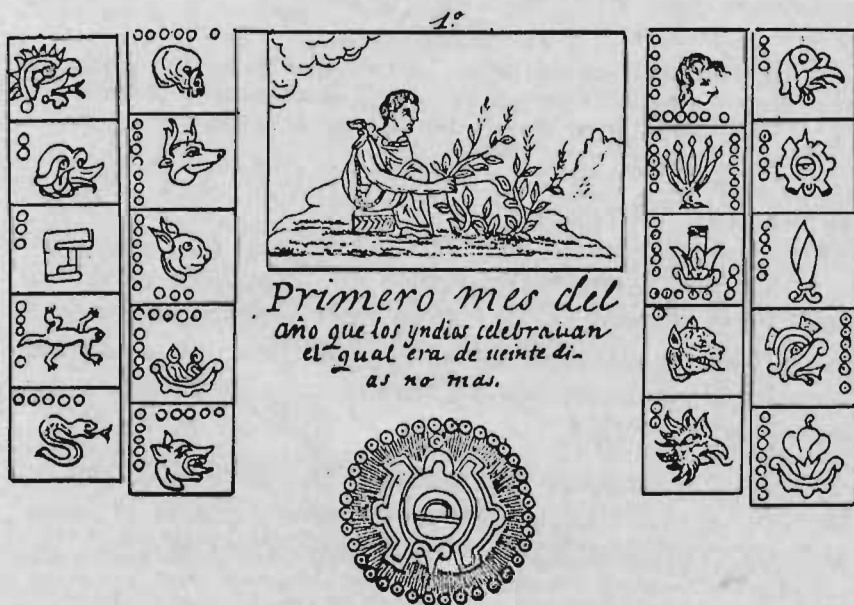 1.º
Primero mes del
año que los yndios celebrauan
el qual era de ueinte di-
as no mas.